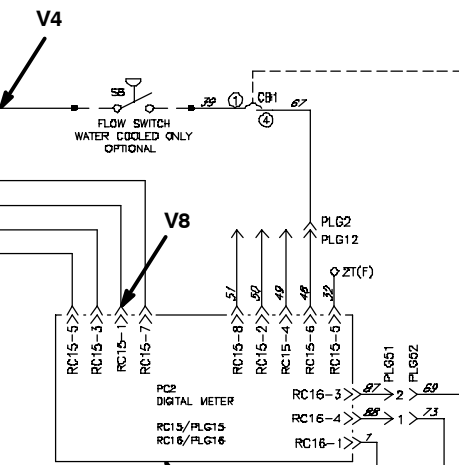 V4
S8
39
1
CB1
67
4
FLOW SWITCH
WATER COOLED ONLY
OPTIONAL
V8
PLG2
PLG12
ZT(F)
51
50
49
48
32
RC15-5
RC15-3
RC15-1
RC15-7
RC15-8
RC15-2
RC15-4
RC15-6
RC15-5
PLG51
PLG52
PC2
DIGITAL METER
RC16-3
87
2
69
RC15/PLG15
RC16/PLG16
RC16-4
88
1
73
RC16-1
7